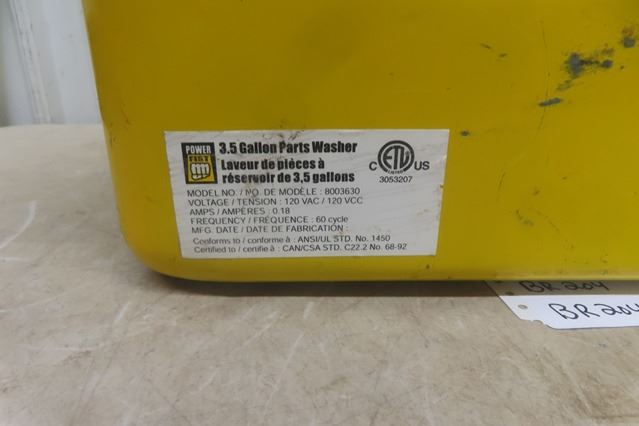 POWER
FIST
3.5 Gallon Parts Washer
Laveur de pièces à
réservoir de 3,5 gallons
C ETL US
LISTED
3053207
MODEL NO. / NO. DE MODÈLE : 8003630
VOLTAGE / TENSION : 120 VAC / 120 VCC
AMPS / AMPÈRES : 0.18
FREQUENCY / FRÉQUENCE : 60 cycle
MFG. DATE / DATE DE FABRICATION :
Conforms to / conforme à : ANSI/UL STD. No. 1450
Certified to / certifie à : CAN/CSA STD. C22.2 No. 68-92
BR204
BR204